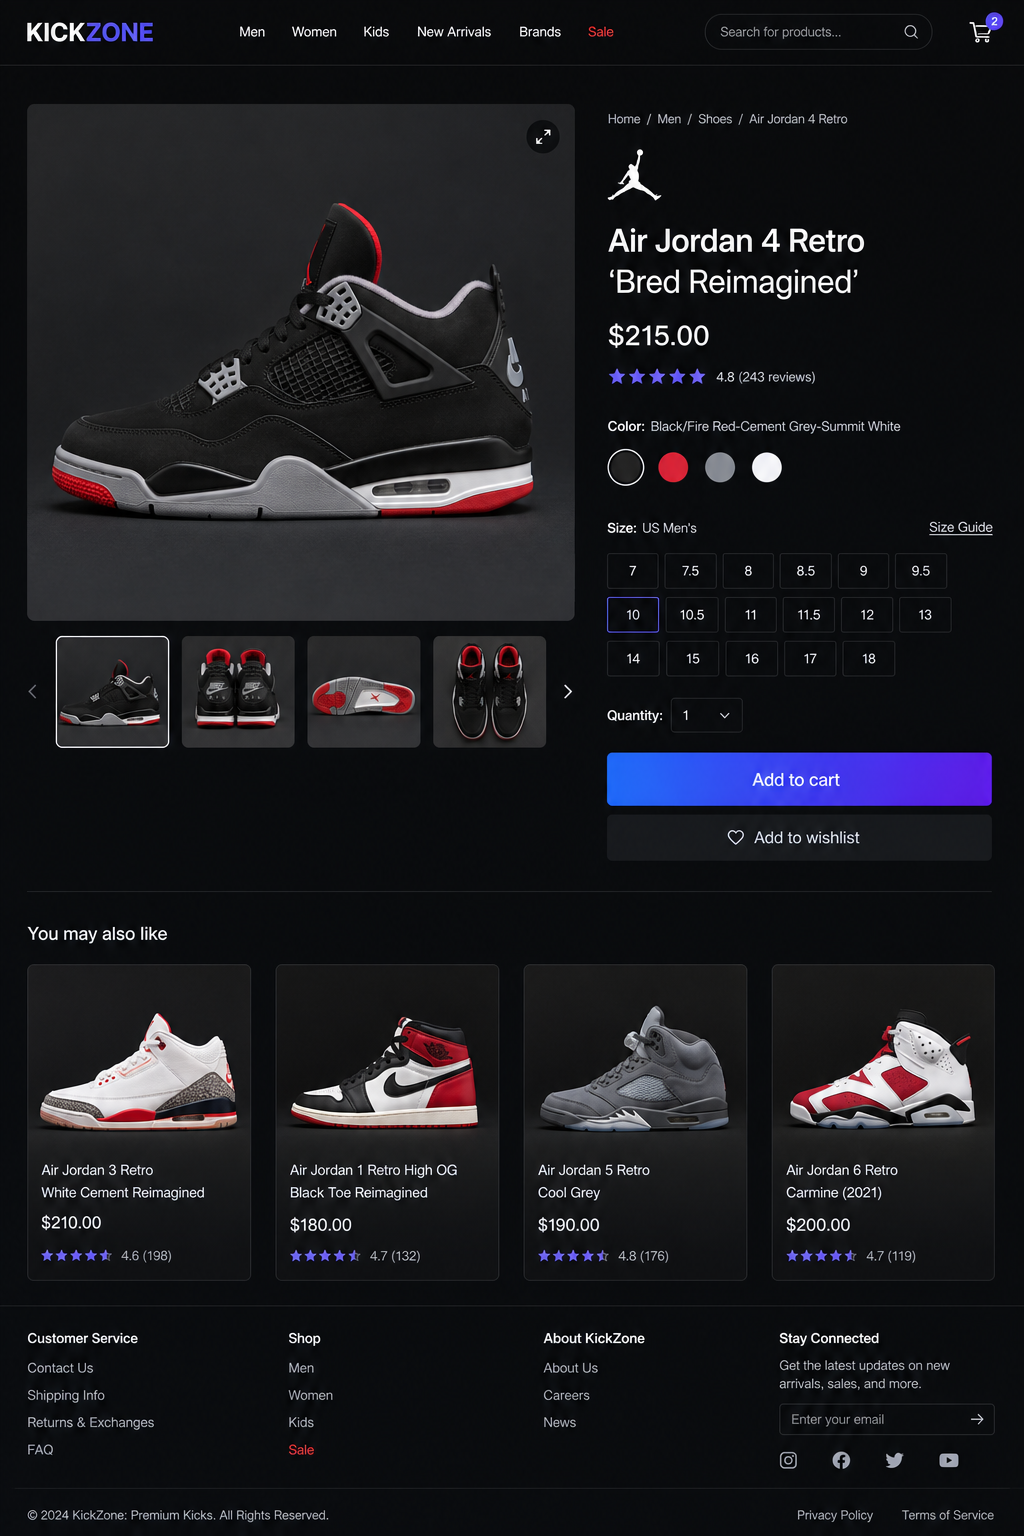 KICKZONE
Men Women Kids New Arrivals Brands Sale
Search for products...
2
Home / Men / Shoes / Air Jordan 4 Retro
Air Jordan 4 Retro
‘Bred Reimagined’
$215.00
4.8 (243 reviews)
Color: Black/Fire Red-Cement Grey-Summit White
Size: US Men's
Size Guide
7 7.5 8 8.5 9 9.5
10 10.5 11 11.5 12 13
14 15 16 17 18
Quantity: 1
Add to cart
Add to wishlist
You may also like
Air Jordan 3 Retro
White Cement Reimagined
$210.00
4.6 (198)
Air Jordan 1 Retro High OG
Black Toe Reimagined
$180.00
4.7 (132)
Air Jordan 5 Retro
Cool Grey
$190.00
4.8 (176)
Air Jordan 6 Retro
Carmine (2021)
$200.00
4.7 (119)
Customer Service
Contact Us
Shipping Info
Returns & Exchanges
FAQ
Shop
Men
Women
Kids
Sale
About KickZone
About Us
Careers
News
Stay Connected
Get the latest updates on new
arrivals, sales, and more.
Enter your email
© 2024 KickZone: Premium Kicks. All Rights Reserved.
Privacy Policy
Terms of Service